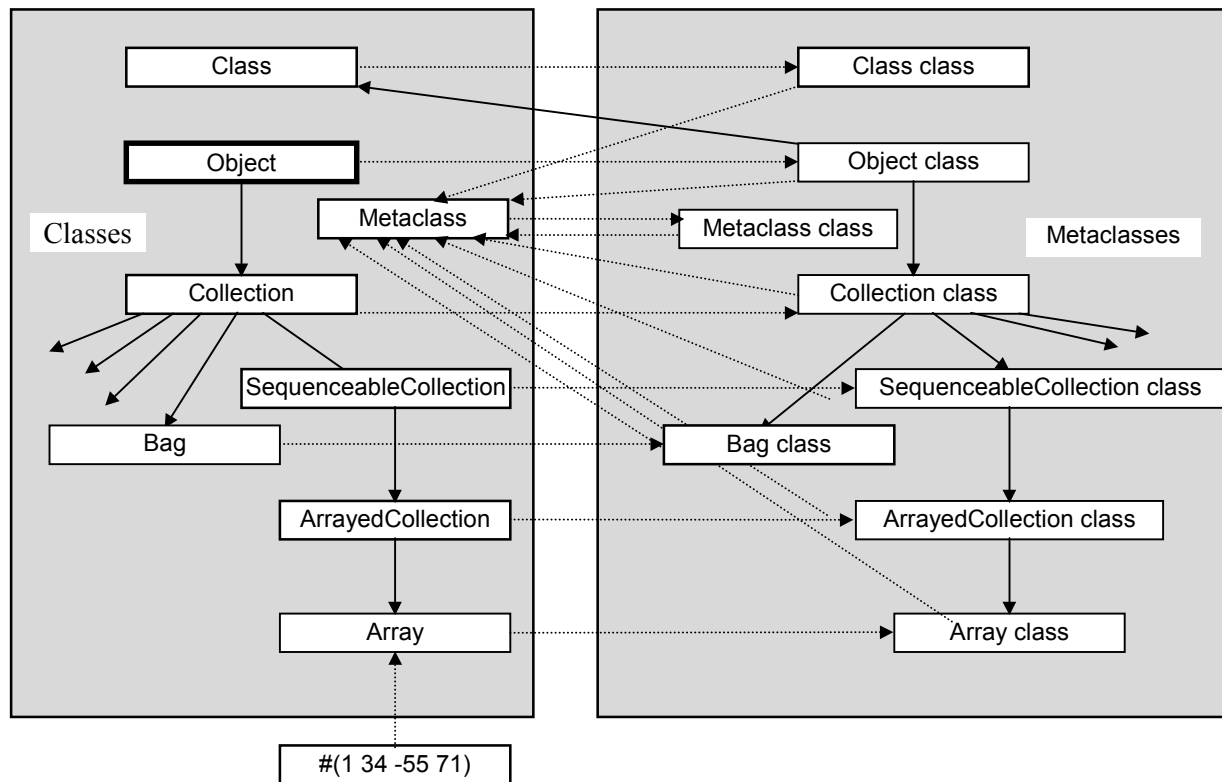 Class
Class class
Object
Object class
Metaclass
Metaclass class
Classes
Metaclasses
Collection
Collection class
SequenceableCollection
SequenceableCollection class
Bag
Bag class
ArrayedCollection
ArrayedCollection class
Array
Array class
#(1 34 -55 71)